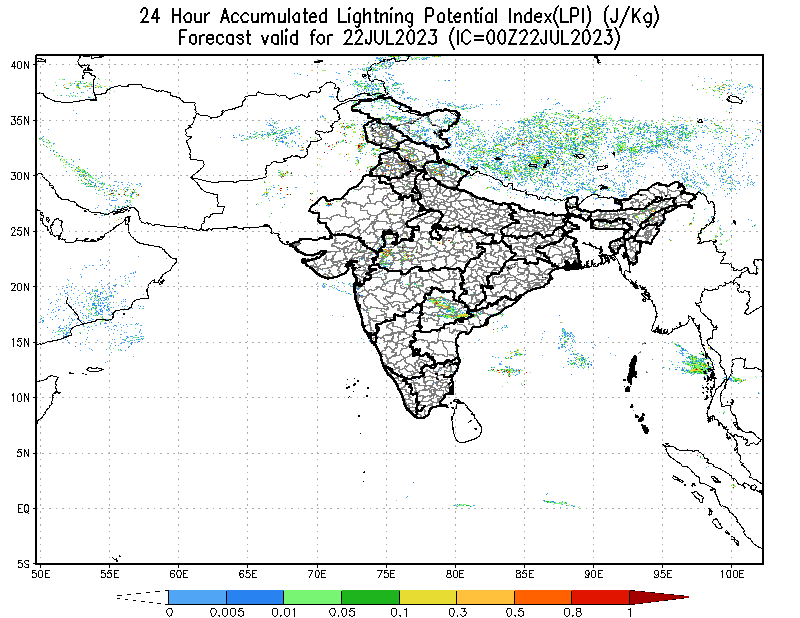 24 Hour Accumulated Lightning Potential Index(LPI) (J/Kg)
Forecast valid for 22JUL2023 (IC=00Z22JUL2023)
40N
35N
30N
25N
20N
15N
10N
5N
EQ
5S
50E 55E 60E 65E 70E 75E 80E 85E 90E 95E 100E
0 0.005 0.01 0.05 0.1 0.3 0.5 0.8 1